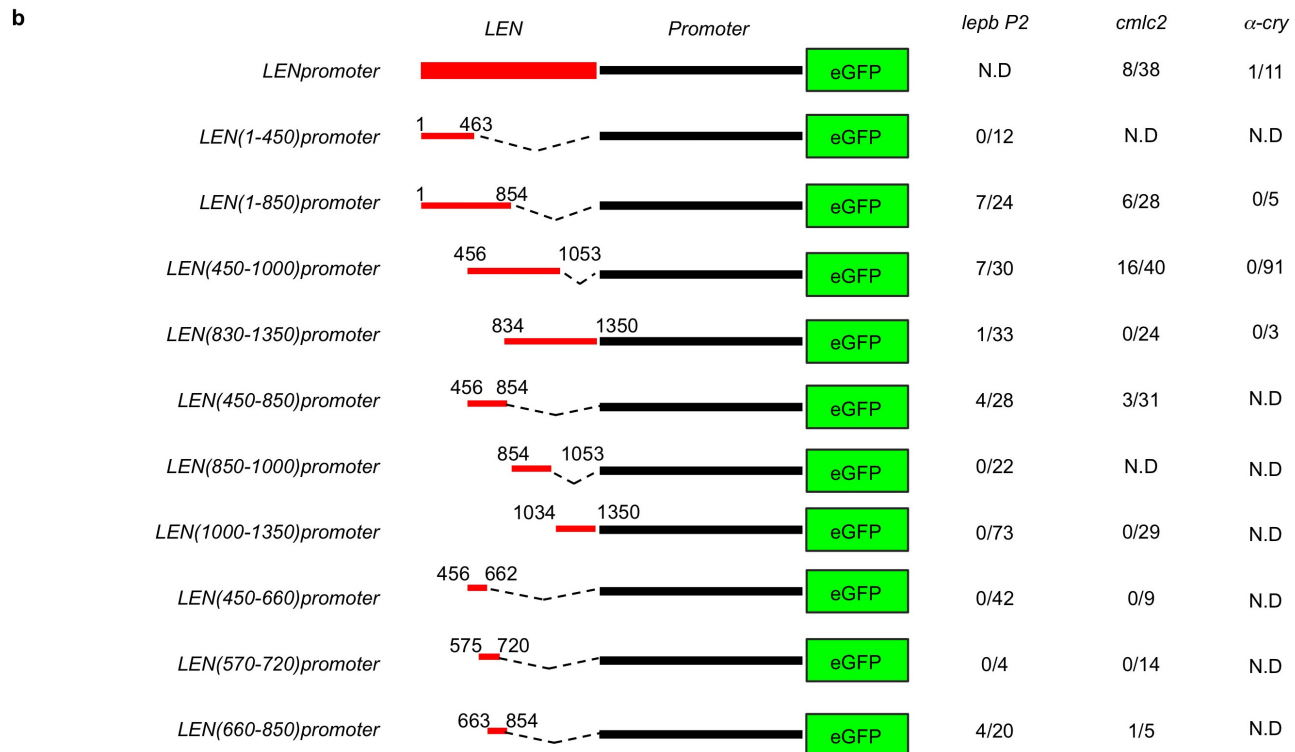 b
LEN Promoter lepb P2 cmlc2 α-cry
LENpromoter eGFP N.D 8/38 1/11
1 463
LEN(1-450)promoter eGFP 0/12 N.D N.D
1 854
LEN(1-850)promoter eGFP 7/24 6/28 0/5
456 1053
LEN(450-1000)promoter eGFP 7/30 16/40 0/91
834 1350
LEN(830-1350)promoter eGFP 1/33 0/24 0/3
456 854
LEN(450-850)promoter eGFP 4/28 3/31 N.D
854 1053
LEN(850-1000)promoter eGFP 0/22 N.D N.D
1034 1350
LEN(1000-1350)promoter eGFP 0/73 0/29 N.D
456 662
LEN(450-660)promoter eGFP 0/42 0/9 N.D
575 720
LEN(570-720)promoter eGFP 0/4 0/14 N.D
663 854
LEN(660-850)promoter eGFP 4/20 1/5 N.D